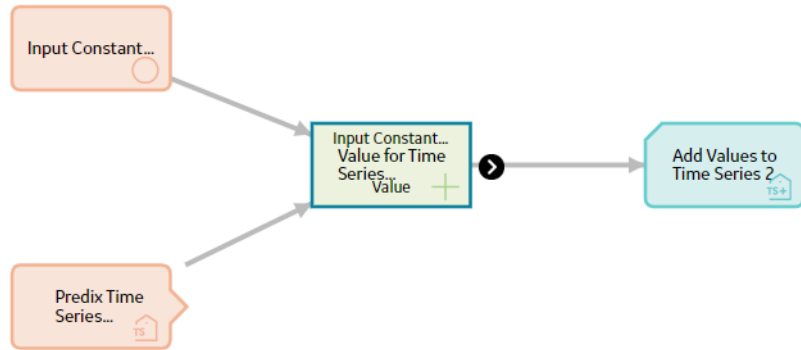 Input Constant...
Input Constant...
Value for Time
Series...
Value
Add Values to
Time Series 2
TS+
Predix Time
Series...
TS